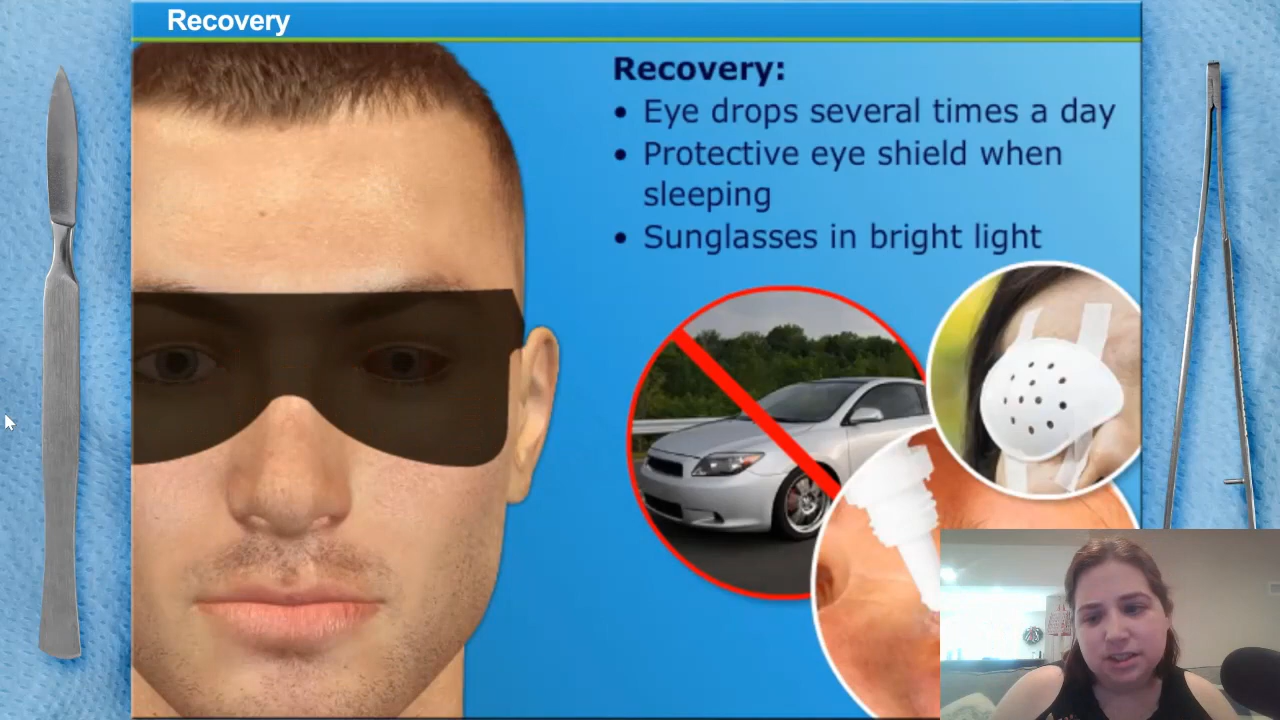 Recovery
Recovery:
• Eye drops several times a day
• Protective eye shield when
sleeping
• Sunglasses in bright light